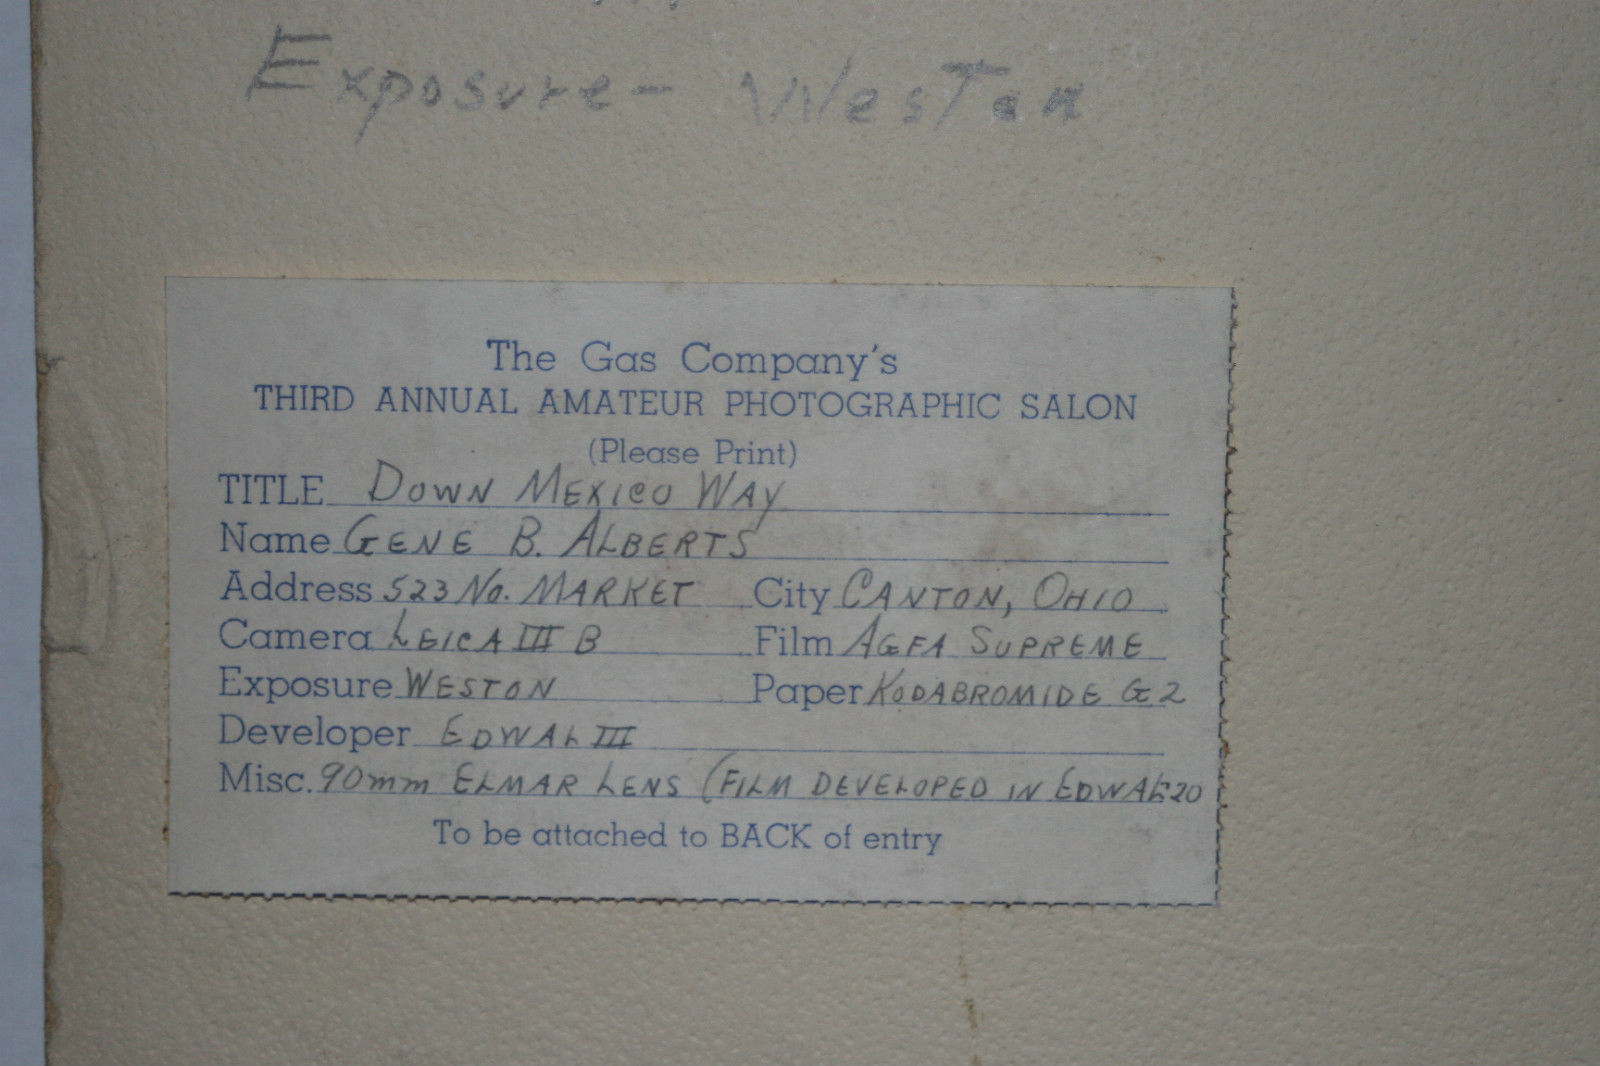 Exposure - Weston
The Gas Company's
THIRD ANNUAL AMATEUR PHOTOGRAPHIC SALON
(Please Print)
TITLE DOWN MEXICO WAY
Name GENE B. ALBERTS
Address 523 No. MARKET City CANTON, OHIO
Camera LEICA III B Film AGFA SUPREME
Exposure WESTON Paper KODABROMIDE G2
Developer EDWAL III
Misc. 90mm ELMAR LENS (FILM DEVELOPED IN EDWAL 20
To be attached to BACK of entry